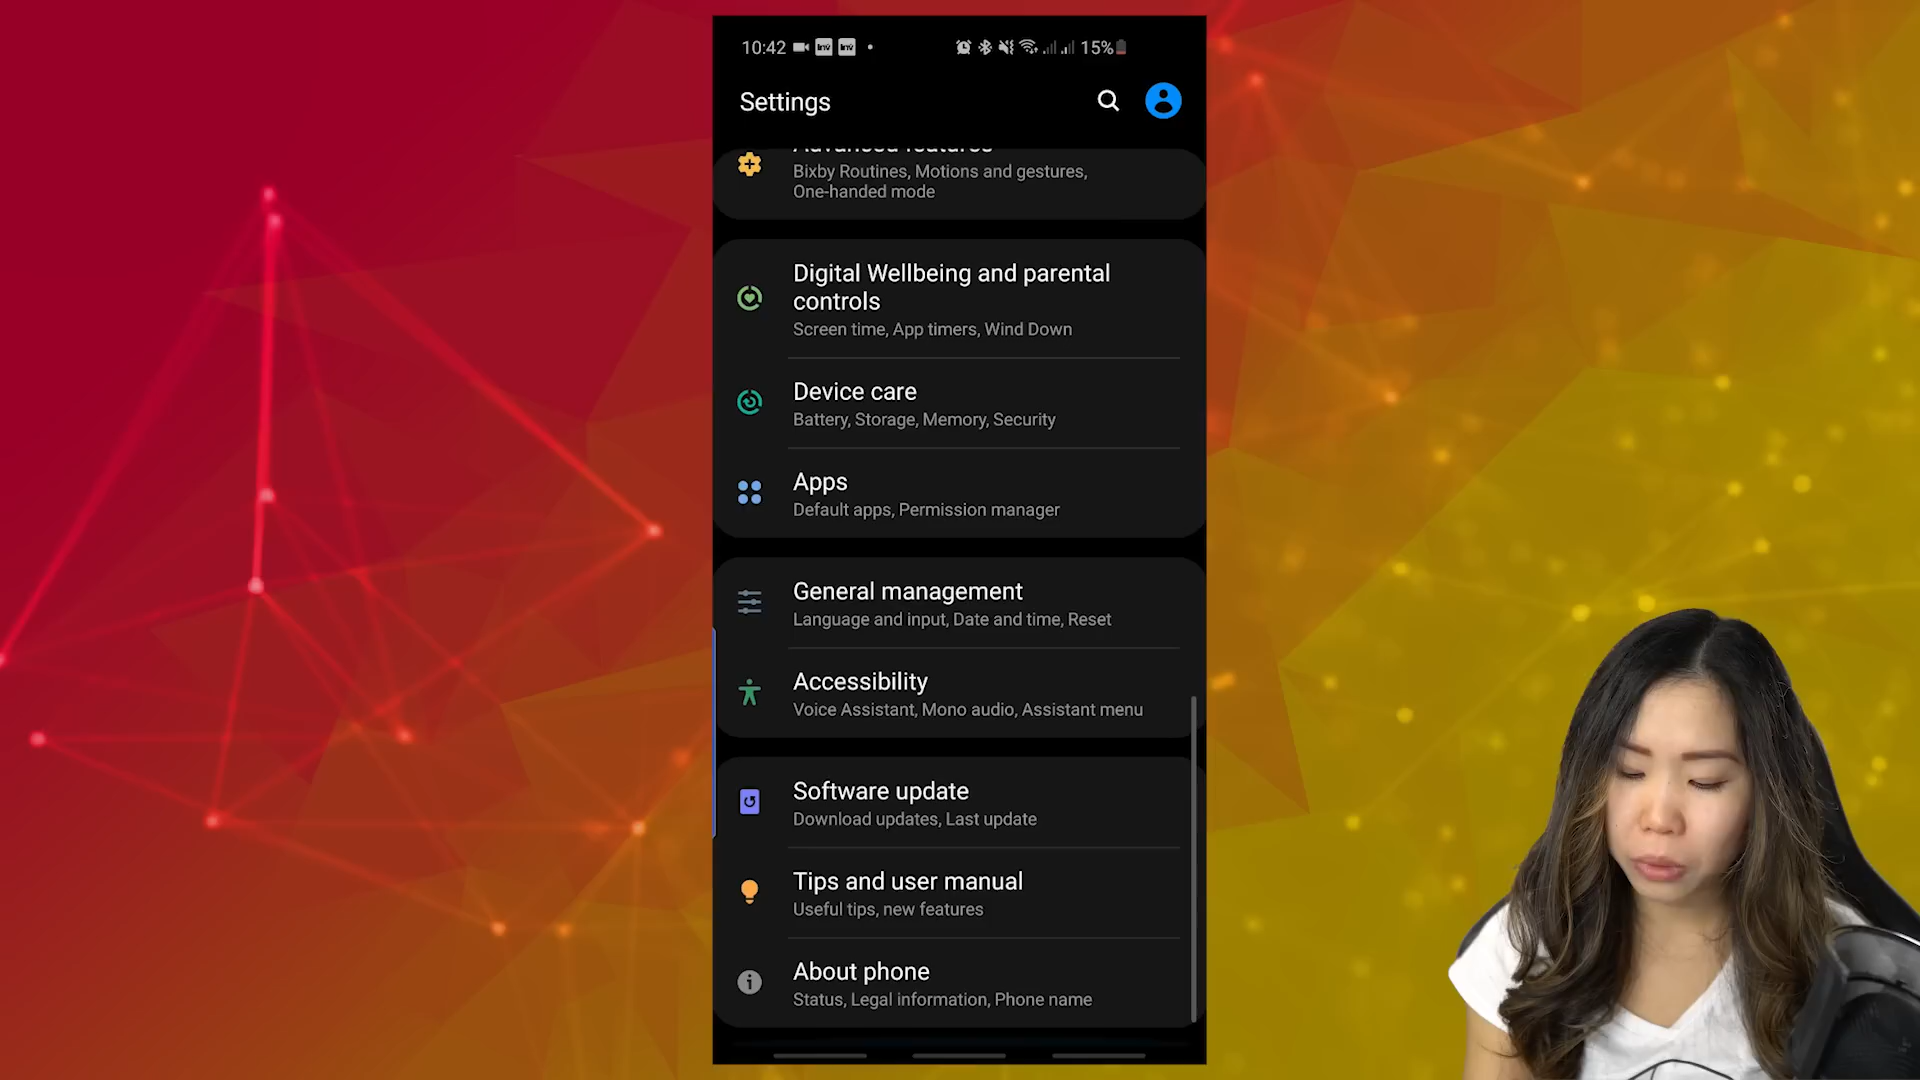 10:42
15%
Settings
Advanced features
Bixby Routines, Motions and gestures,
One-handed mode
Digital Wellbeing and parental
controls
Screen time, App timers, Wind Down
Device care
Battery, Storage, Memory, Security
Apps
Default apps, Permission manager
General management
Language and input, Date and time, Reset
Accessibility
Voice Assistant, Mono audio, Assistant menu
Software update
Download updates, Last update
Tips and user manual
Useful tips, new features
About phone
Status, Legal information, Phone name